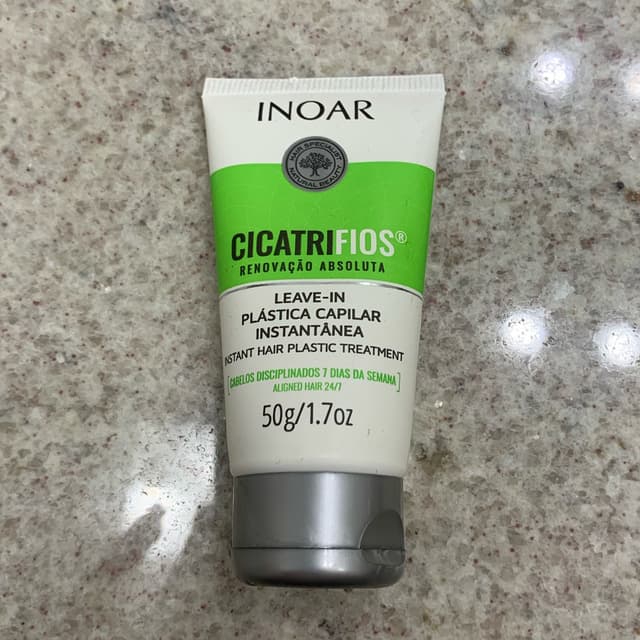 INOAR
HAIR SPECIALIST
NATURAL BEAUTY
CICATRIFIOS®
RENOVAÇÃO ABSOLUTA
LEAVE-IN
PLÁSTICA CAPILAR
INSTANTÂNEA
INSTANT HAIR PLASTIC TREATMENT
[CABELOS DISCIPLINADOS 7 DIAS DA SEMANA]
ALIGNED HAIR 24/7
50g/1.7oz